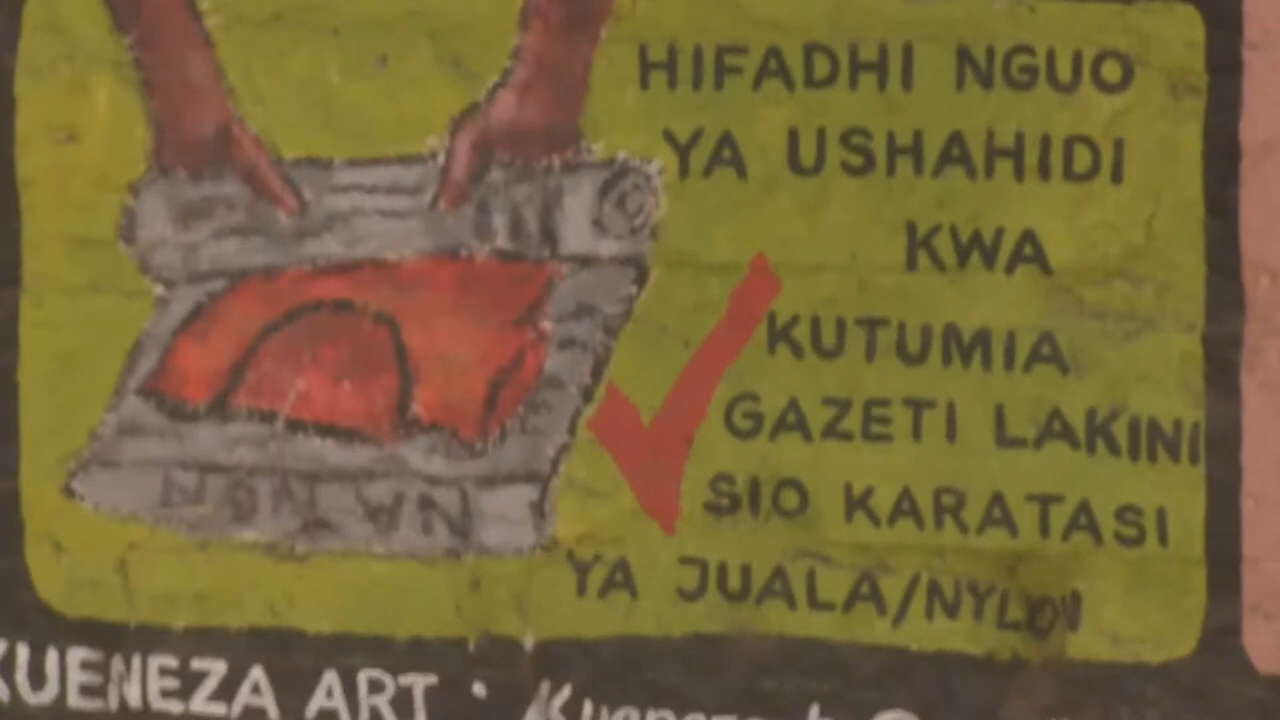 HIFADHI NGUO
YA USHAHIDI
KWA
KUTUMIA
GAZETI LAKINI
SIO KARATASI
YA JUALA/NYLON
KUENEZA ART.